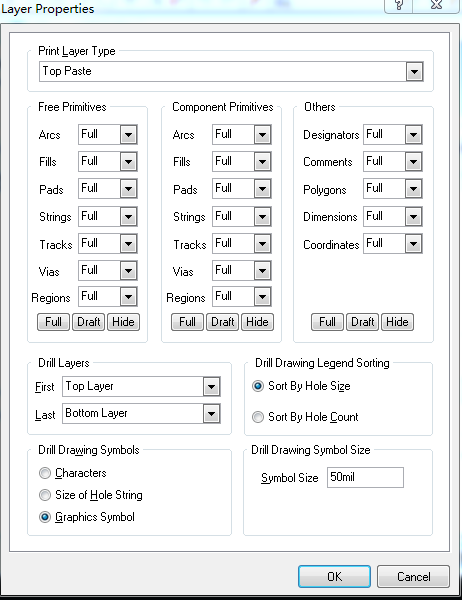 Layer Properties
Print Layer Type
Top Paste
Free Primitives Component Primitives Others
Arcs Full Arcs Full Designators Full
Fills Full Fills Full Comments Full
Pads Full Pads Full Polygons Full
Strings Full Strings Full Dimensions Full
Tracks Full Tracks Full Coordinates Full
Vias Full Vias Full
Regions Full Regions Full
Full Draft Hide Full Draft Hide Full Draft Hide
Drill Layers Drill Drawing Legend Sorting
First Top Layer Sort By Hole Size
Last Bottom Layer Sort By Hole Count
Drill Drawing Symbols Drill Drawing Symbol Size
Characters Symbol Size 50mil
Size of Hole String
Graphics Symbol
OK Cancel